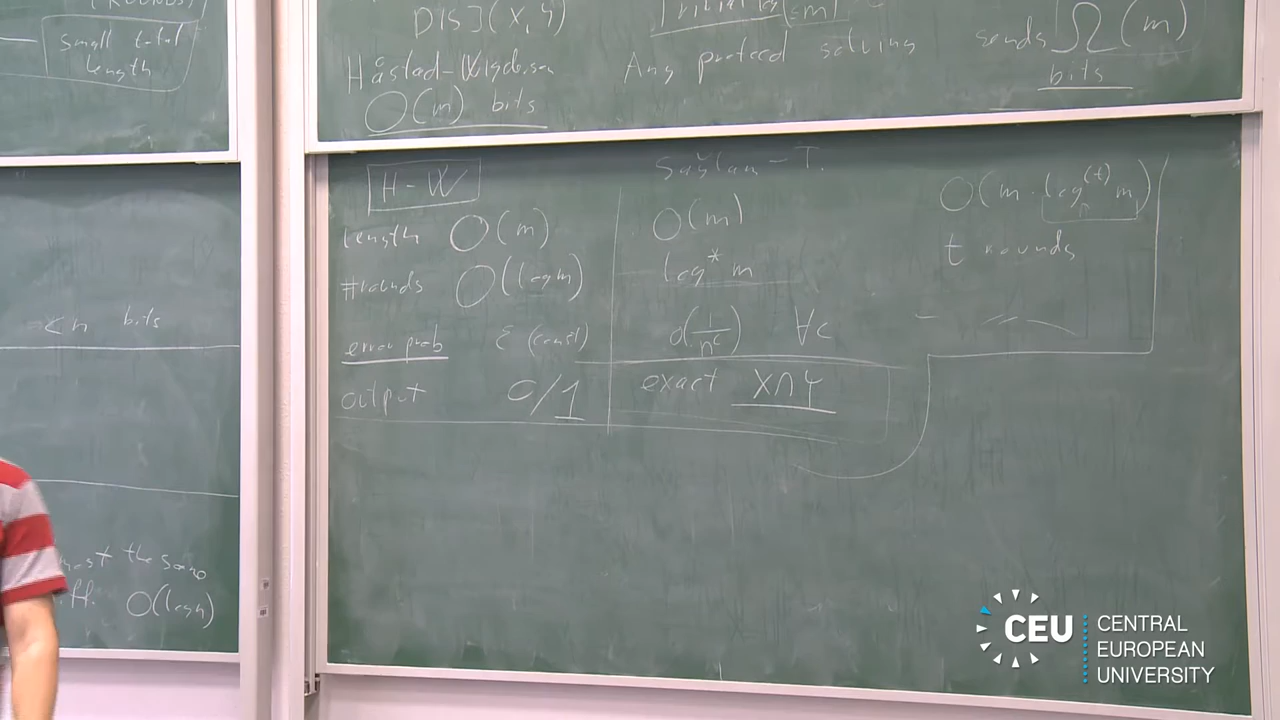 small total
length
DISJ(X,Y)
Håstad-Wigderson
O(m) bits
Any protocol solving
sends Ω(m)
bits
< n bits
the same
O(log n)
H-W
Sağlam-T.
length O(m) O(m)
#rounds O(log m) log* m
error prob ε (const) o(1/n^c) ∀c
output 0/1 exact X∩Y
O(m · log^(t) m)
t rounds
CEU CENTRAL
EUROPEAN
UNIVERSITY